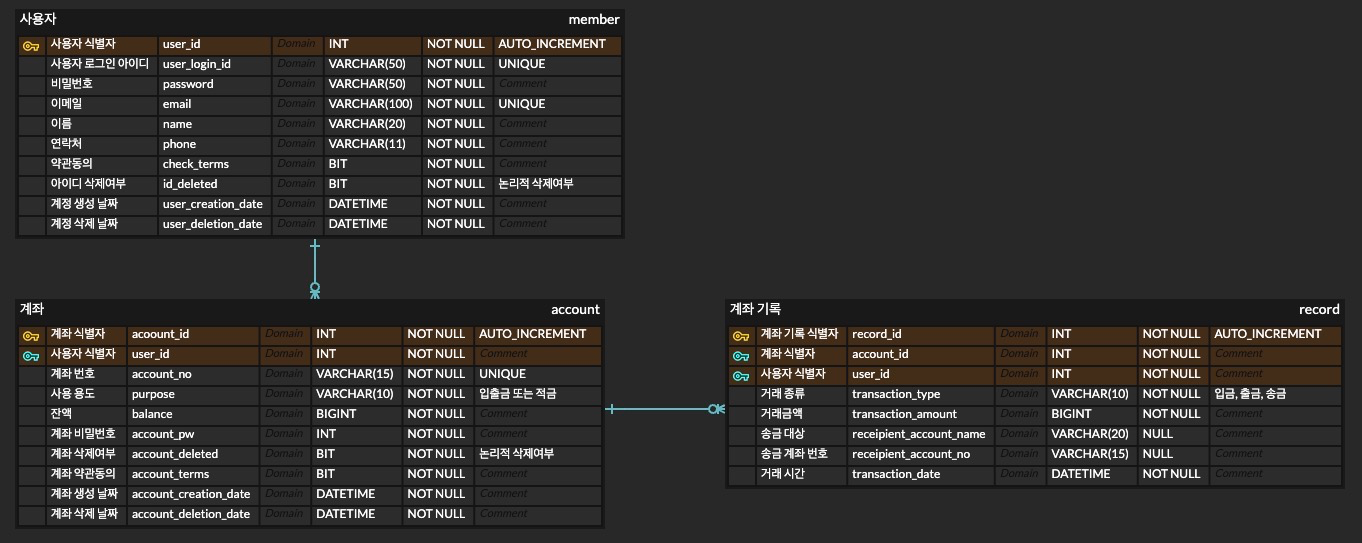 사용자 member
사용자 식별자 user_id Domain INT NOT NULL AUTO_INCREMENT
사용자 로그인 아이디 user_login_id Domain VARCHAR(50) NOT NULL UNIQUE
비밀번호 password Domain VARCHAR(50) NOT NULL Comment
이메일 email Domain VARCHAR(100) NOT NULL UNIQUE
이름 name Domain VARCHAR(20) NOT NULL Comment
연락처 phone Domain VARCHAR(11) NOT NULL Comment
약관동의 check_terms Domain BIT NOT NULL Comment
아이디 삭제여부 id_deleted Domain BIT NOT NULL 논리적 삭제여부
계정 생성 날짜 user_creation_date Domain DATETIME NOT NULL Comment
계정 삭제 날짜 user_deletion_date Domain DATETIME NOT NULL Comment
계좌 account
계좌 식별자 acoount_id Domain INT NOT NULL AUTO_INCREMENT
사용자 식별자 user_id Domain INT NOT NULL Comment
계좌 번호 account_no Domain VARCHAR(15) NOT NULL UNIQUE
사용 용도 purpose Domain VARCHAR(10) NOT NULL 입출금 또는 적금
잔액 balance Domain BIGINT NOT NULL Comment
계좌 비밀번호 account_pw Domain INT NOT NULL Comment
계좌 삭제여부 account_deleted Domain BIT NOT NULL 논리적 삭제여부
계좌 약관동의 account_terms Domain BIT NOT NULL Comment
계좌 생성 날짜 account_creation_date Domain DATETIME NOT NULL Comment
계좌 삭제 날짜 account_deletion_date Domain DATETIME NOT NULL Comment
계좌 기록 record
계좌 기록 식별자 record_id Domain INT NOT NULL AUTO_INCREMENT
계좌 식별자 account_id Domain INT NOT NULL Comment
사용자 식별자 user_id Domain INT NOT NULL Comment
거래 종류 transaction_type Domain VARCHAR(10) NOT NULL 입금, 출금, 송금
거래금액 transaction_amount Domain BIGINT NOT NULL Comment
송금 대상 receipient_account_name Domain VARCHAR(20) NULL Comment
송금 계좌 번호 receipient_account_no Domain VARCHAR(15) NULL Comment
거래 시간 transaction_date Domain DATETIME NOT NULL Comment